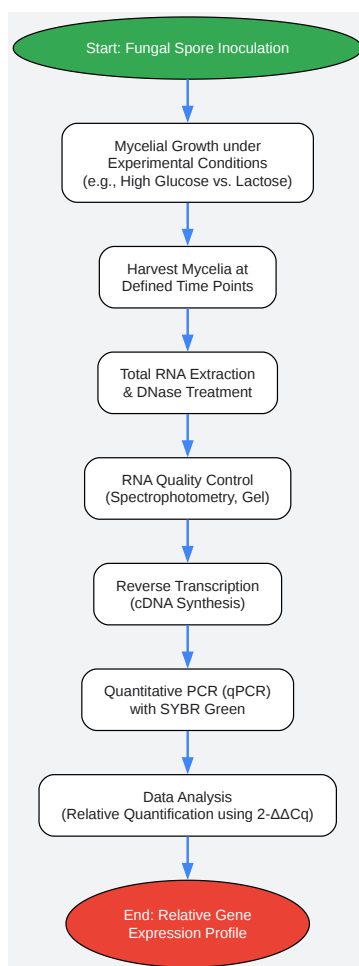 Start: Fungal Spore Inoculation
Mycelial Growth under
Experimental Conditions
(e.g., High Glucose vs. Lactose)
Harvest Mycelia at
Defined Time Points
Total RNA Extraction
& DNase Treatment
RNA Quality Control
(Spectrophotometry, Gel)
Reverse Transcription
(cDNA Synthesis)
Quantitative PCR (qPCR)
with SYBR Green
Data Analysis
(Relative Quantification using 2-ΔΔCq)
End: Relative Gene
Expression Profile